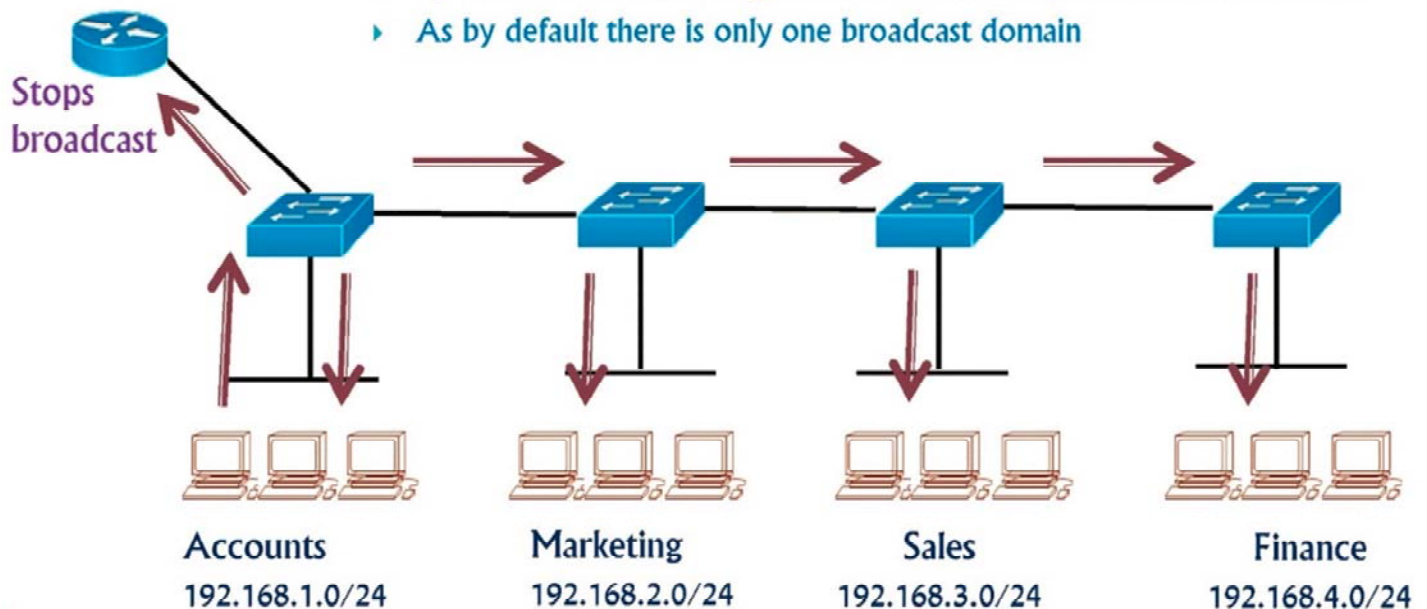 As by default there is only one broadcast domain
Stops
broadcast
Accounts
192.168.1.0/24
Marketing
192.168.2.0/24
Sales
192.168.3.0/24
Finance
192.168.4.0/24